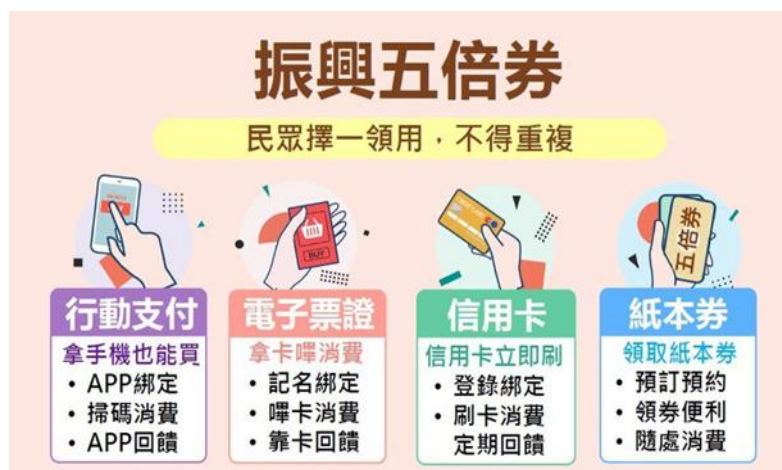 振興五倍券
民眾擇一領用，不得重複
BUY
五倍券
行動支付
拿手機也能買
• APP綁定
• 掃碼消費
• APP回饋
電子票證
拿卡嗶消費
• 記名綁定
• 嗶卡消費
• 靠卡回饋
信用卡
信用卡立即刷
• 登錄綁定
• 刷卡消費
定期回饋
紙本券
領取紙本券
• 預訂預約
• 領券便利
• 隨處消費